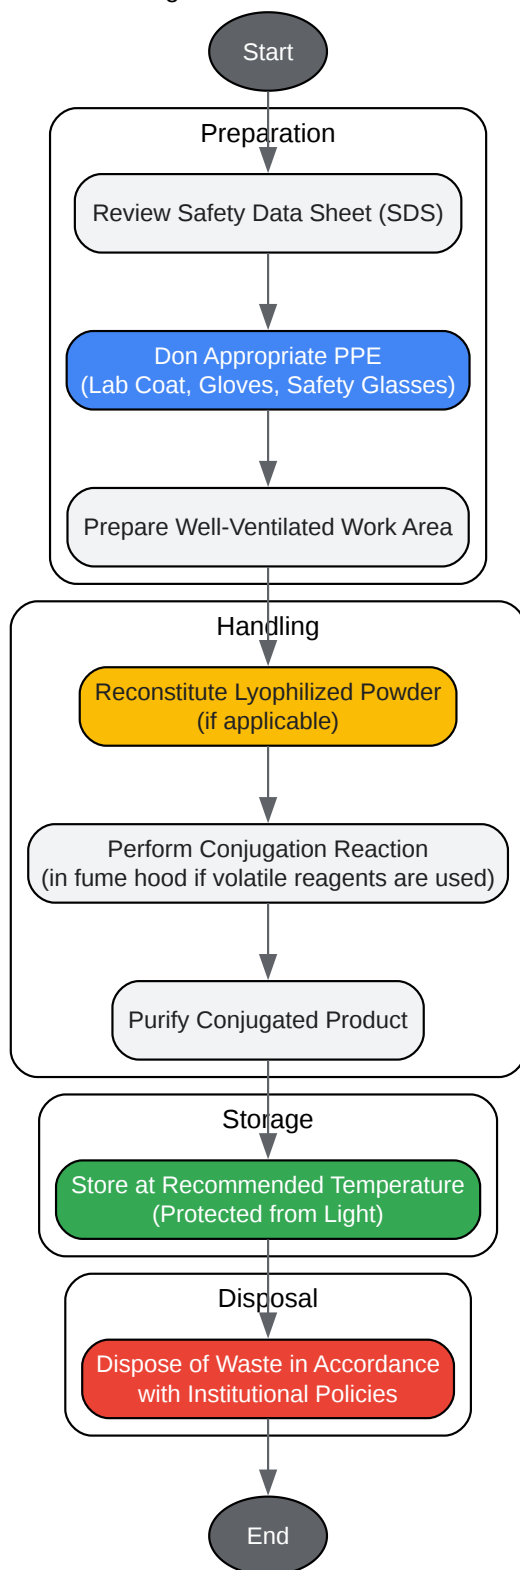 Start
Preparation
Review Safety Data Sheet (SDS)
Don Appropriate PPE
(Lab Coat, Gloves, Safety Glasses)
Prepare Well-Ventilated Work Area
Handling
Reconstitute Lyophilized Powder
(if applicable)
Perform Conjugation Reaction
(in fume hood if volatile reagents are used)
Purify Conjugated Product
Storage
Store at Recommended Temperature
(Protected from Light)
Disposal
Dispose of Waste in Accordance
with Institutional Policies
End